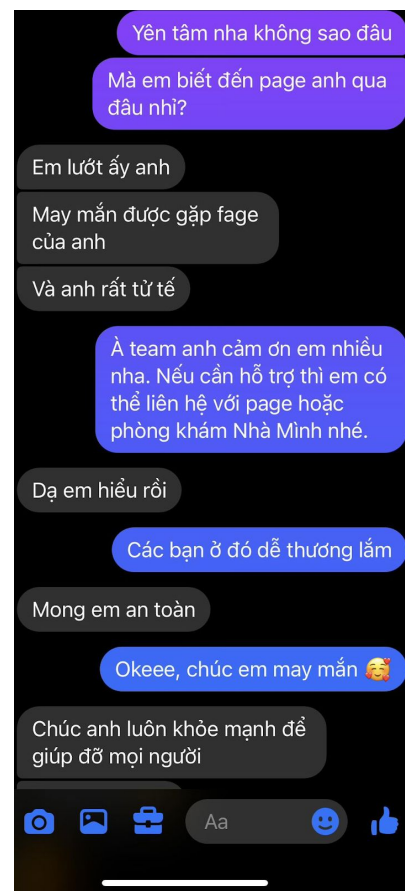 Yên tâm nha không sao đâu
Mà em biết đến page anh qua
đâu nhỉ?
Em lướt ấy anh
May mắn được gặp fage
của anh
Và anh rất tử tế
À team anh cảm ơn em nhiều
nha. Nếu cần hỗ trợ thì em có
thể liên hệ với page hoặc
phòng khám Nhà Mình nhé.
Dạ em hiểu rồi
Các bạn ở đó dễ thương lắm
Mong em an toàn
Okeee, chúc em may mắn 🥰
Chúc anh luôn khỏe mạnh để
giúp đỡ mọi người
Aa